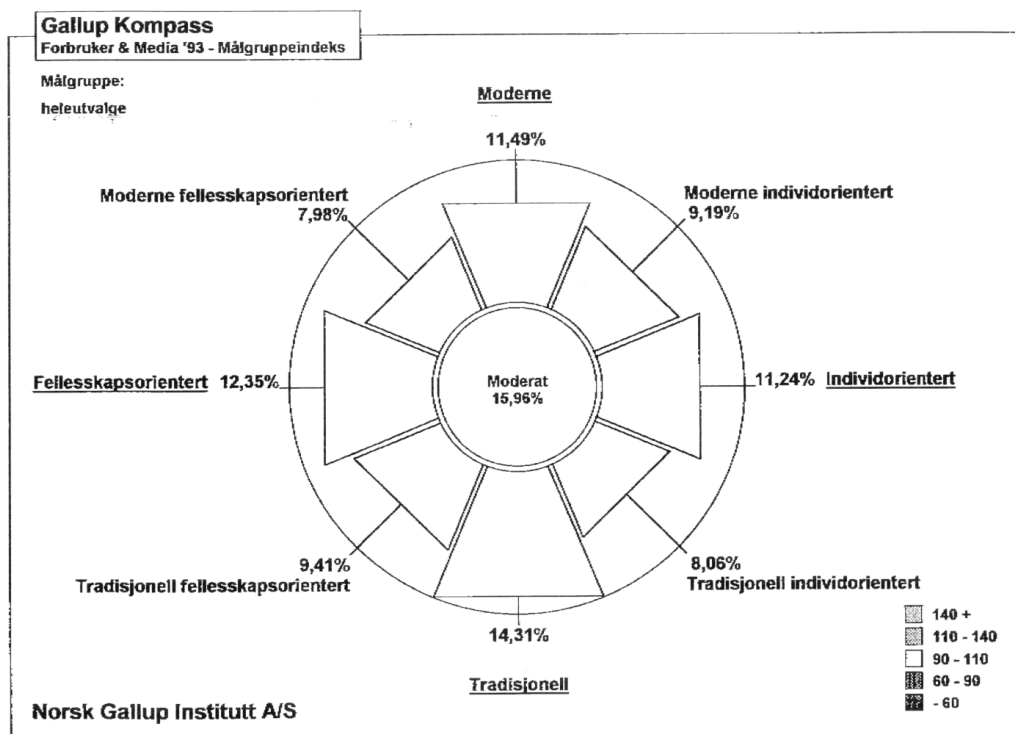 Gallup Kompass
Forbruker & Media '93 - Målgruppeindeks
Målgruppe:
heleutvalge
Moderne
11,49%
Moderne fellesskapsorientert
7,98%
Moderne individorientert
9,19%
Fellesskapsorientert 12,35%
Moderat
15,96%
11,24% Individorientert
9,41%
Tradisjonell fellesskapsorientert
8,06%
Tradisjonell individorientert
14,31%
Tradisjonell
140 +
110 - 140
90 - 110
60 - 90
- 60
Norsk Gallup Institutt A/S